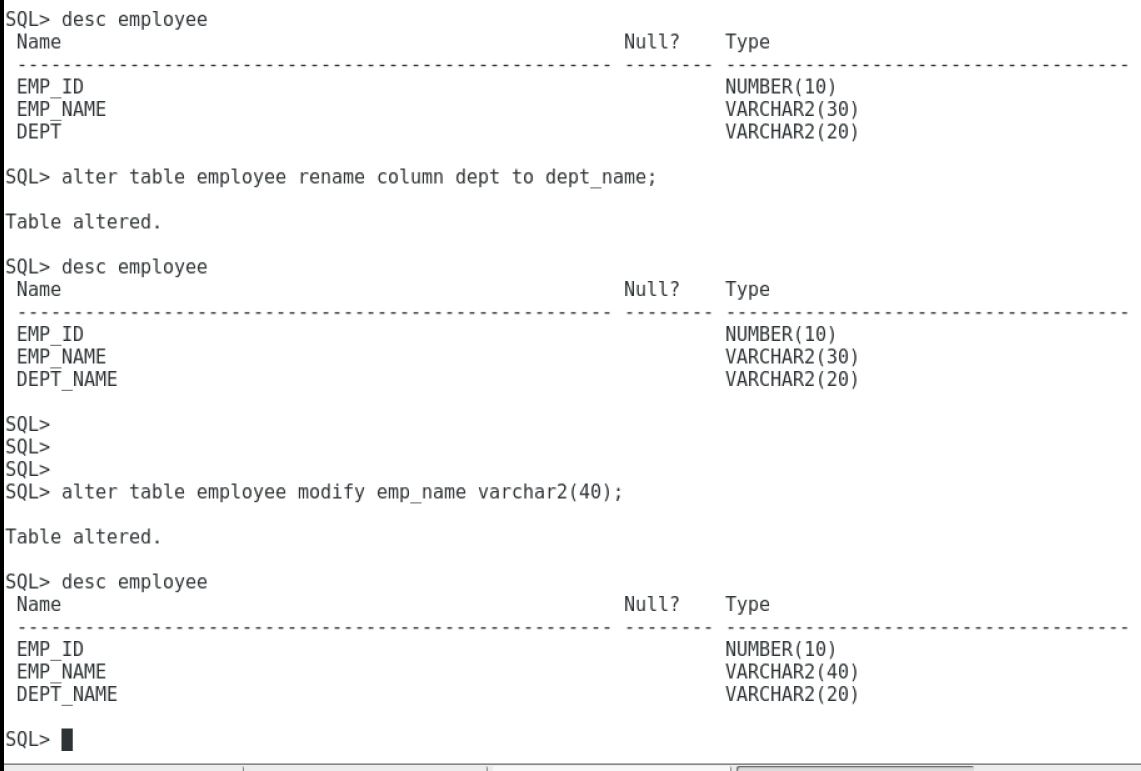 SQL> desc employee
Name Null? Type
----------------------------------------------------- -------- ------------------------------------
EMP_ID NUMBER(10)
EMP_NAME VARCHAR2(30)
DEPT VARCHAR2(20)
SQL> alter table employee rename column dept to dept_name;
Table altered.
SQL> desc employee
Name Null? Type
----------------------------------------------------- -------- ------------------------------------
EMP_ID NUMBER(10)
EMP_NAME VARCHAR2(30)
DEPT_NAME VARCHAR2(20)
SQL>
SQL>
SQL>
SQL> alter table employee modify emp_name varchar2(40);
Table altered.
SQL> desc employee
Name Null? Type
----------------------------------------------------- -------- ------------------------------------
EMP_ID NUMBER(10)
EMP_NAME VARCHAR2(40)
DEPT_NAME VARCHAR2(20)
SQL>